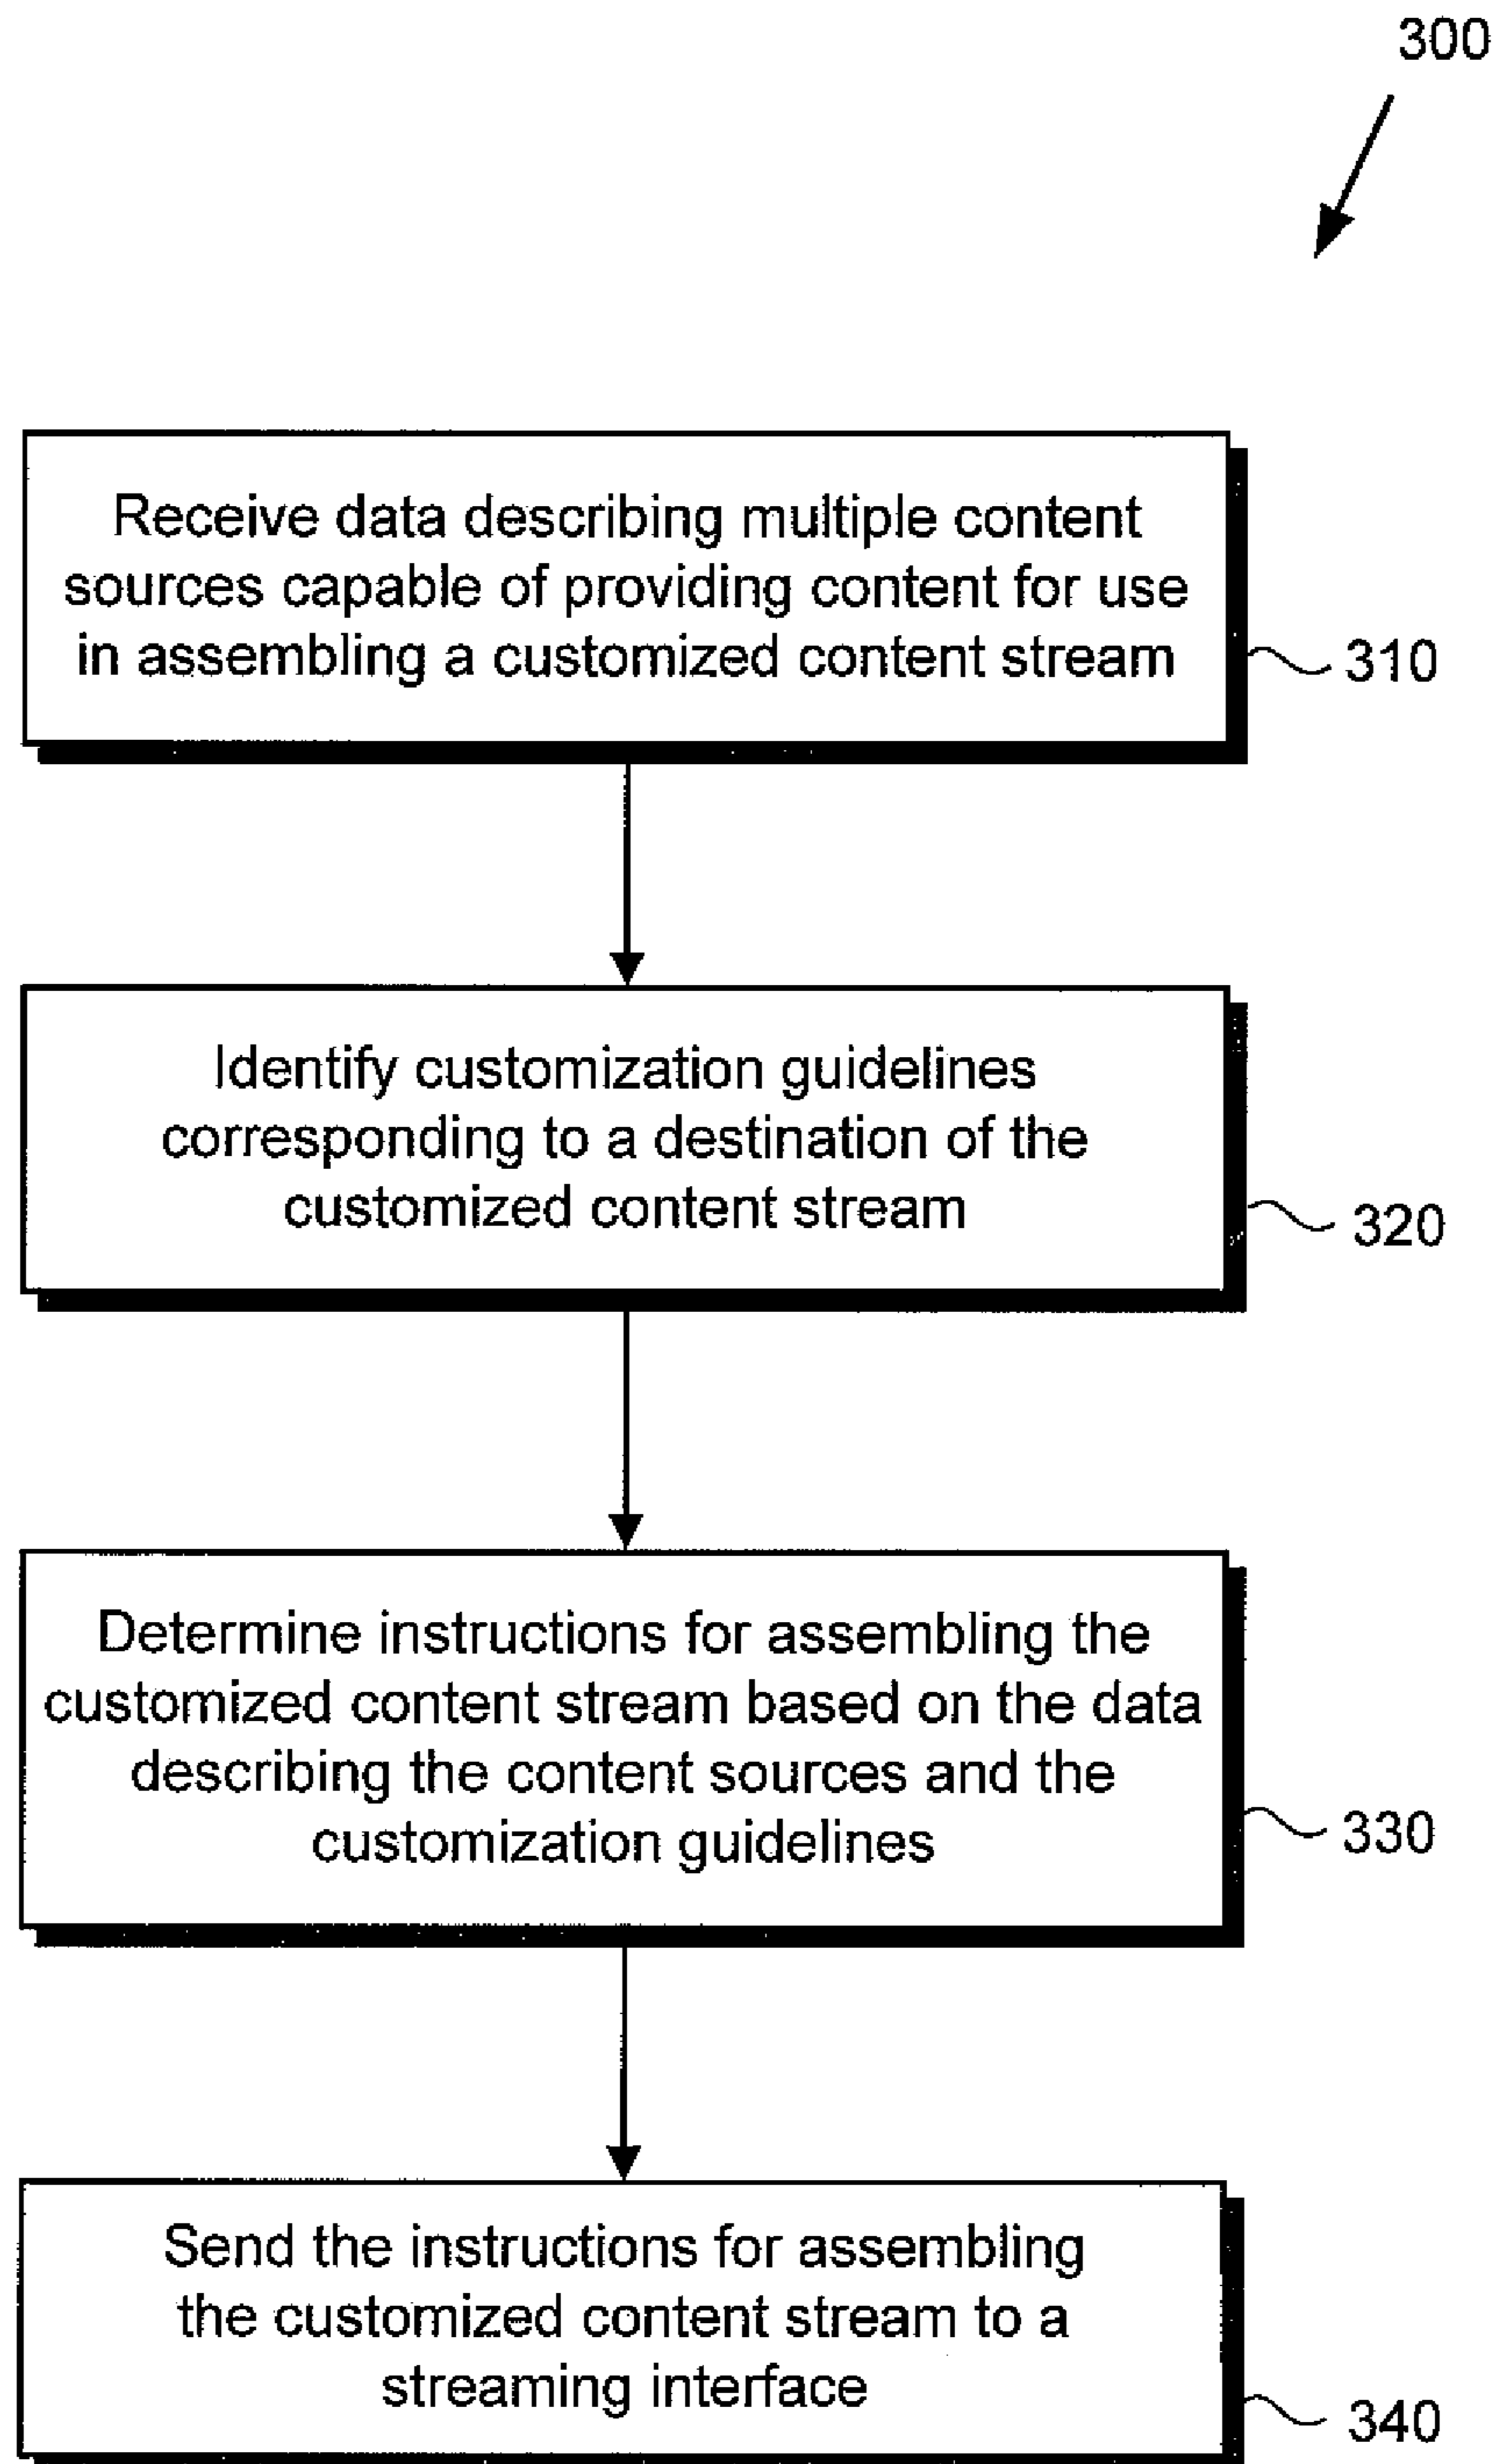 300
Receive data describing multiple content
sources capable of providing content for use
in assembling a customized content stream
310
Identify customization guidelines
corresponding to a destination of the
customized content stream
320
Determine instructions for assembling the
customized content stream based on the data
describing the content sources and the
customization guidelines
330
Send the instructions for assembling
the customized content stream to a
streaming interface
340